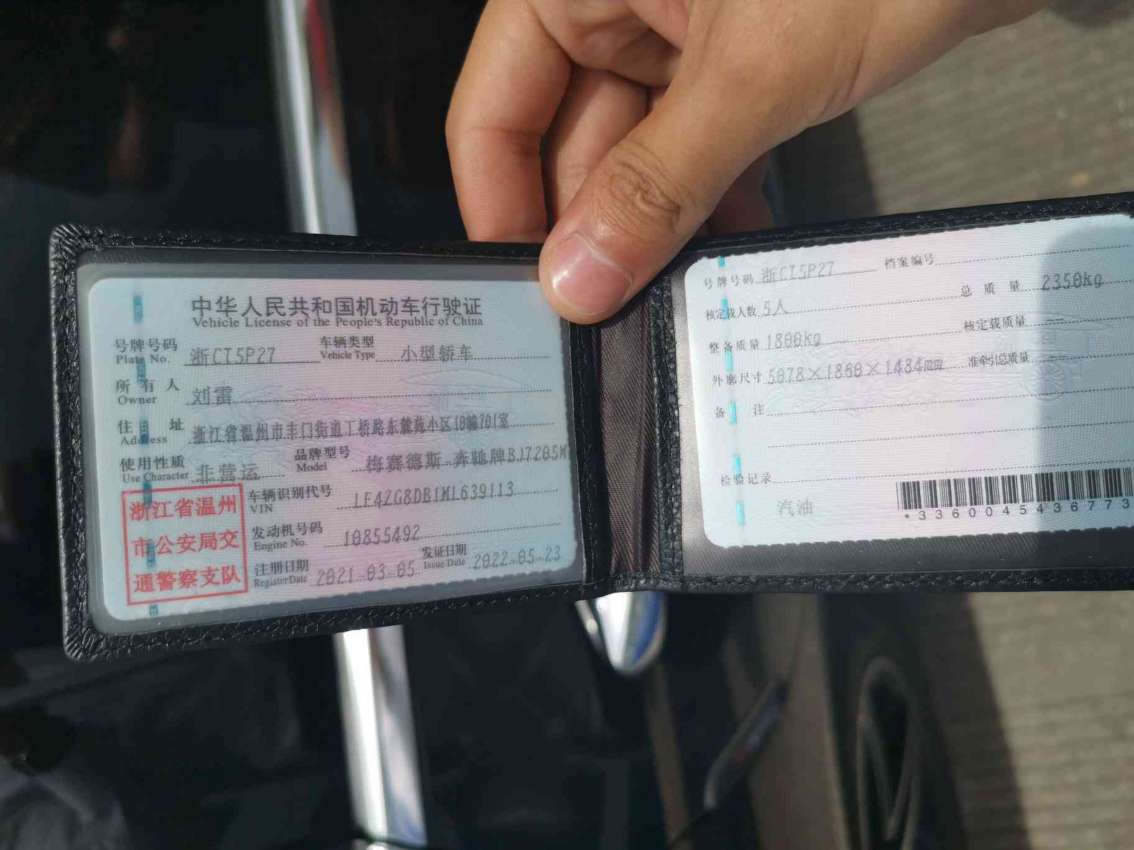 中华人民共和国机动车行驶证
Vehicle License of the People's Republic of China
号牌号码 浙CT5P27 车辆类型 小型轿车
Plate No. Vehicle Type
所有人 刘雷
Owner
住址 浙江省温州市丰门街道工桥路东龙苑小区10幢701室
Address
使用性质 非营运 品牌型号 梅赛德斯-奔驰牌BJ7205M
Use Character Model
浙江省温州
市公安局交
通警察支队
车辆识别代号 LE4ZG8DB1ML639113
VIN
发动机号码 10855492
Engine No.
注册日期 2021-03-05 发证日期 2022-05-23
Register Date Issue Date
号牌号码 浙CT5P27 档案编号
核定载人数 5人 总质量 2350kg
整备质量 1800kg 核定载质量
外廓尺寸 5078×1860×1484mm 准牵引总质量
备注
检验记录
汽油
*3360045436773